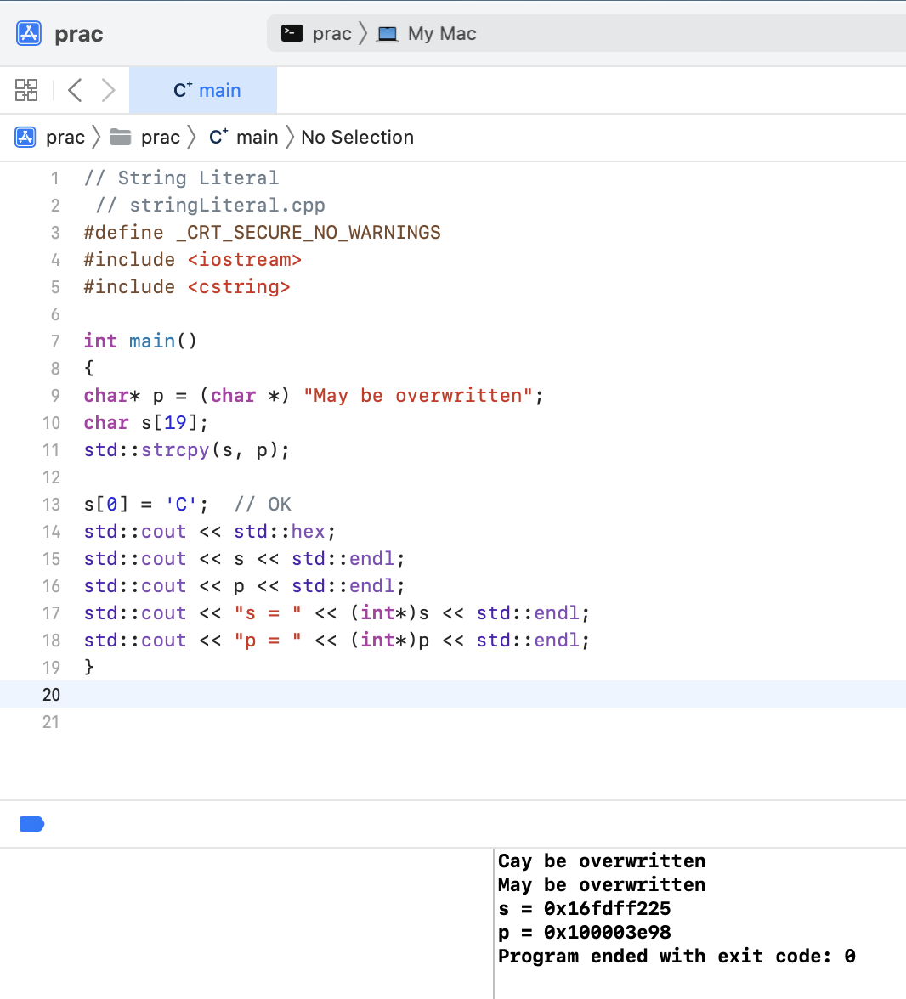 prac
prac 〉 My Mac
C⁺ main
prac 〉 prac 〉 C⁺ main 〉 No Selection
1 // String Literal
2  // stringLiteral.cpp
3 #define _CRT_SECURE_NO_WARNINGS
4 #include <iostream>
5 #include <cstring>
6
7 int main()
8 {
9 char* p = (char *) "May be overwritten";
10 char s[19];
11 std::strcpy(s, p);
12
13 s[0] = 'C';  // OK
14 std::cout << std::hex;
15 std::cout << s << std::endl;
16 std::cout << p << std::endl;
17 std::cout << "s = " << (int*)s << std::endl;
18 std::cout << "p = " << (int*)p << std::endl;
19 }
20
21
Cay be overwritten
May be overwritten
s = 0x16fdff225
p = 0x100003e98
Program ended with exit code: 0